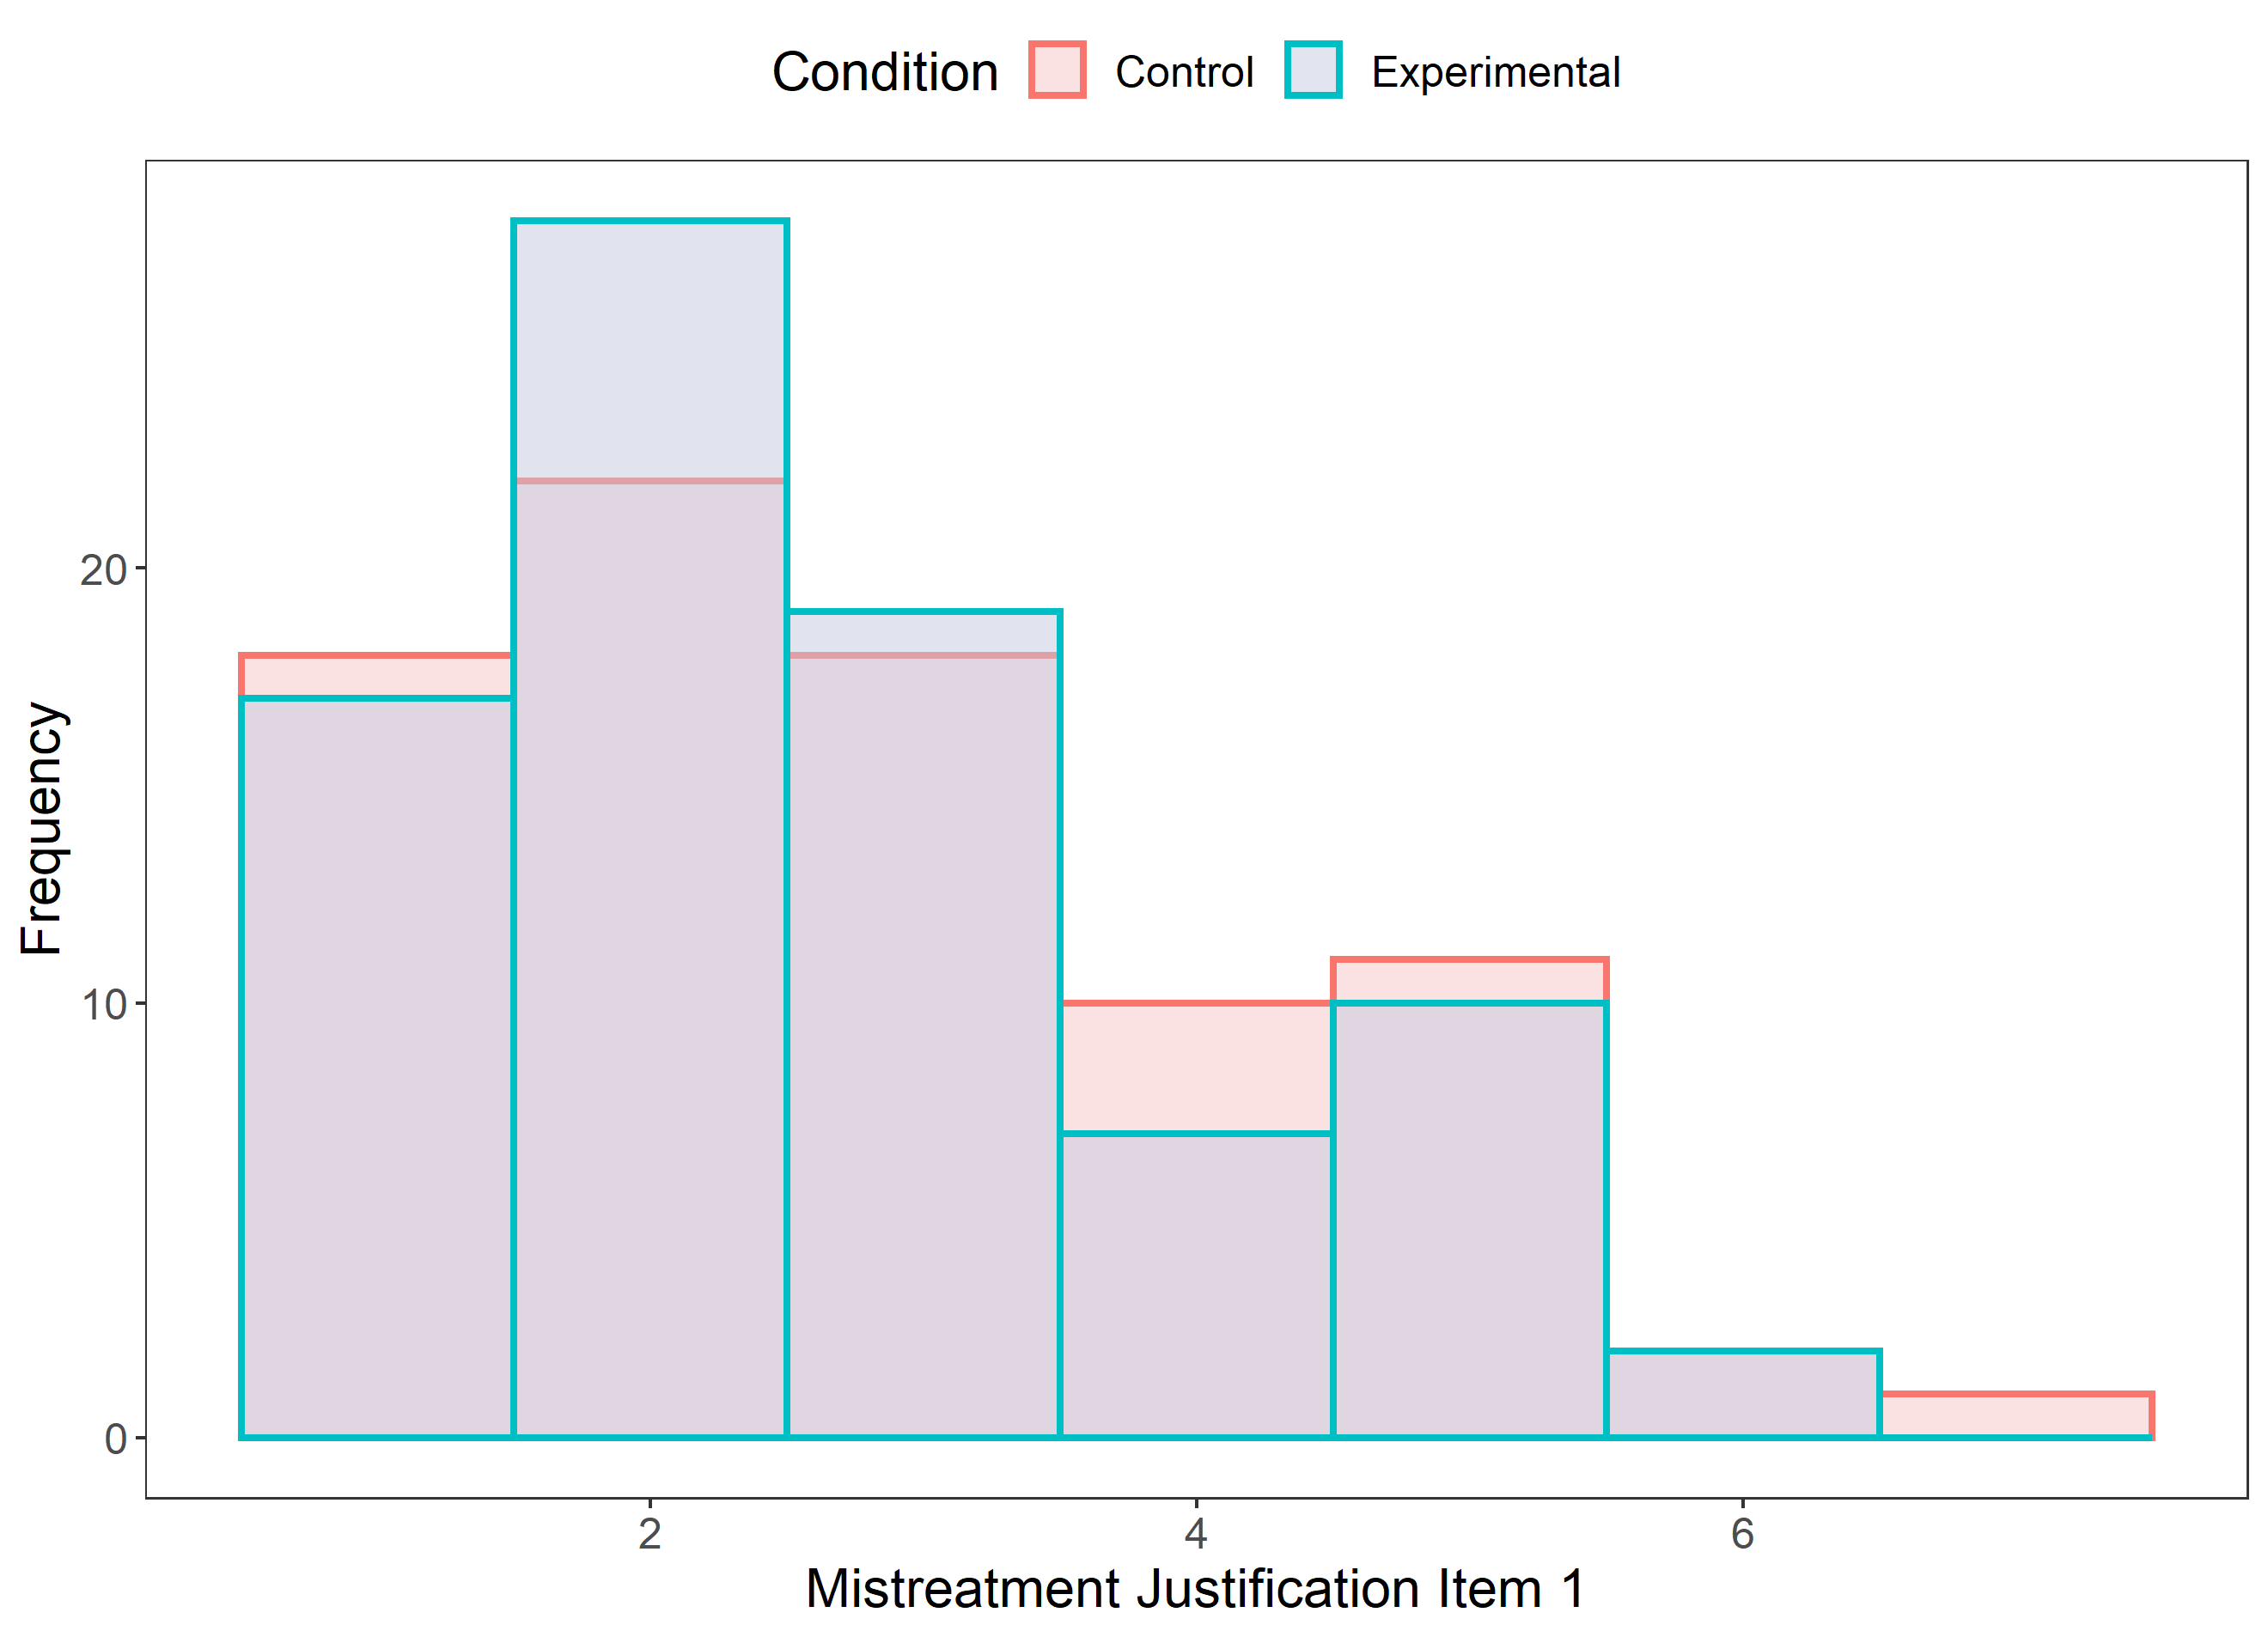 Condition Control Experimental
Frequency
20
10
0
2 4 6
Mistreatment Justification Item 1